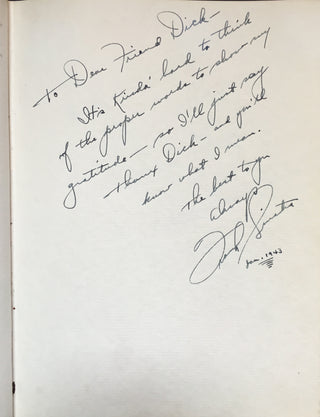 To Dear Friend Dick—
It's Kinda' hard to think
of the proper words to show my
gratitude— so I'll just say
Thanx Dick— and you'll
know what I mean.
The best to you
always,
Frank Sinatra
Jan. 1943